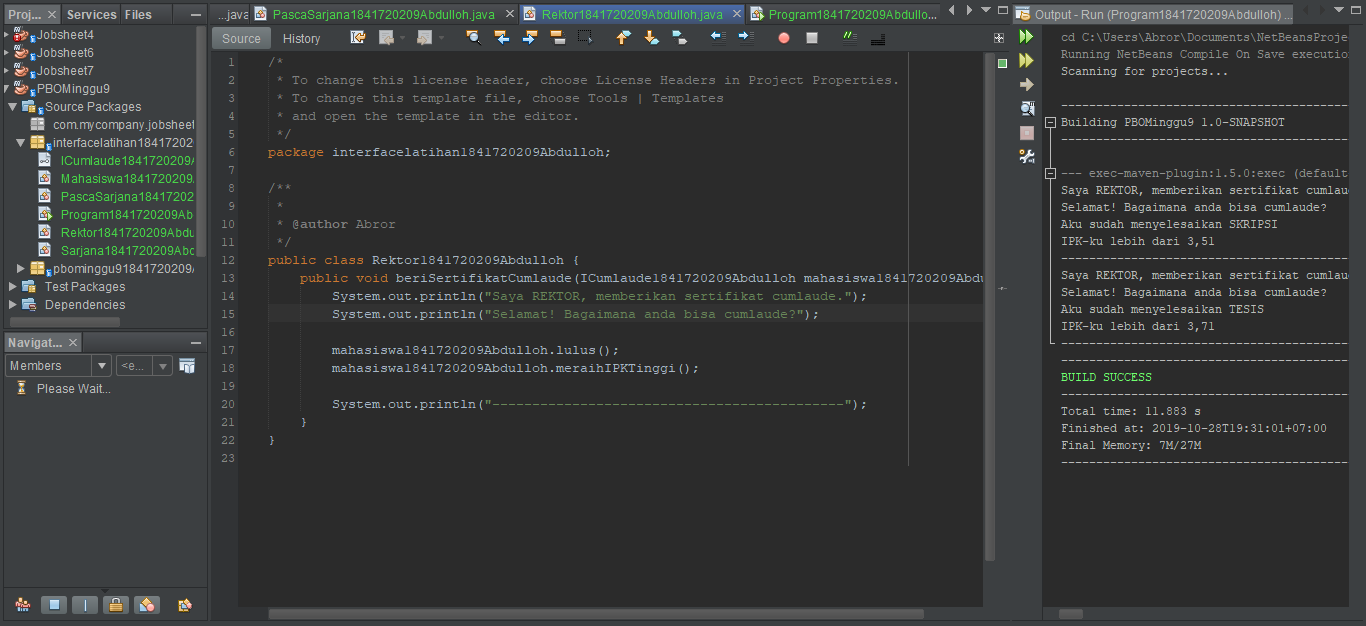 Proj...
Services
Files
Jobsheet4
Jobsheet6
Jobsheet7
PBOMinggu9
Source Packages
com.mycompany.jobsheet
interfacelatihan184172020
ICumlaude1841720209A
Mahasiswa1841720209
PascaSarjana18417202
Program1841720209Ab
Rektor1841720209Abdu
Sarjana1841720209Abd
pbominggu91841720209A
Test Packages
Dependencies
Navigat...
Members
<e...
Please Wait...
...java
PascaSarjana1841720209Abdulloh.java
Rektor1841720209Abdulloh.java
Program1841720209Abdullo...
Source
History
1 /*
2 * To change this license header, choose License Headers in Project Properties.
3 * To change this template file, choose Tools | Templates
4 * and open the template in the editor.
5 */
6 package interfacelatihan1841720209Abdulloh;
7
8 /**
9 *
10 * @author Abror
11 */
12 public class Rektor1841720209Abdulloh {
13 public void beriSertifikatCumlaude(ICumlaude1841720209Abdulloh mahasiswa1841720209Abdu
14 System.out.println("Saya REKTOR, memberikan sertifikat cumlaude.");
15 System.out.println("Selamat! Bagaimana anda bisa cumlaude?");
16
17 mahasiswa1841720209Abdulloh.lulus();
18 mahasiswa1841720209Abdulloh.meraihIPKTinggi();
19
20 System.out.println("--------------------------------------------");
21 }
22 }
23
Output - Run (Program1841720209Abdulloh) ...
cd C:\Users\Abror\Documents\NetBeansProje
Running NetBeans Compile On Save executio
Scanning for projects...
------------------------------------
Building PBOMinggu9 1.0-SNAPSHOT
------------------------------------
--- exec-maven-plugin:1.5.0:exec (default
Saya REKTOR, memberikan sertifikat cumlau
Selamat! Bagaimana anda bisa cumlaude?
Aku sudah menyelesaikan SKRIPSI
IPK-ku lebih dari 3,51
------------------------------------
Saya REKTOR, memberikan sertifikat cumlau
Selamat! Bagaimana anda bisa cumlaude?
Aku sudah menyelesaikan TESIS
IPK-ku lebih dari 3,71
------------------------------------
------------------------------------
BUILD SUCCESS
------------------------------------
Total time: 11.883 s
Finished at: 2019-10-28T19:31:01+07:00
Final Memory: 7M/27M
------------------------------------